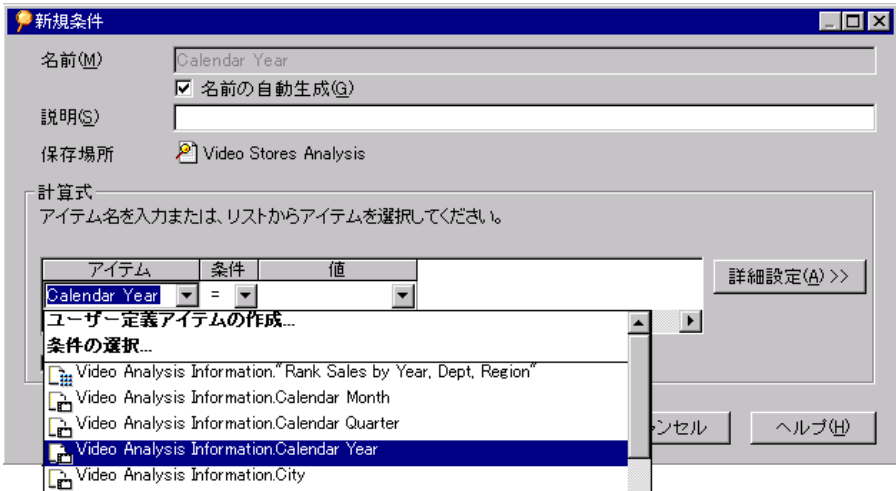 新規条件
名前(M) Calendar Year
名前の自動生成(G)
説明(S)
保存場所 Video Stores Analysis
計算式
アイテム名を入力または、リストからアイテムを選択してください。
アイテム 条件 値
Calendar Year = 詳細設定(A) >>
ユーザー定義アイテムの作成...
条件の選択...
Video Analysis Information."Rank Sales by Year, Dept, Region"
Video Analysis Information.Calendar Month
Video Analysis Information.Calendar Quarter
ンセル ヘルプ(H)
Video Analysis Information.Calendar Year
Video Analysis Information.City